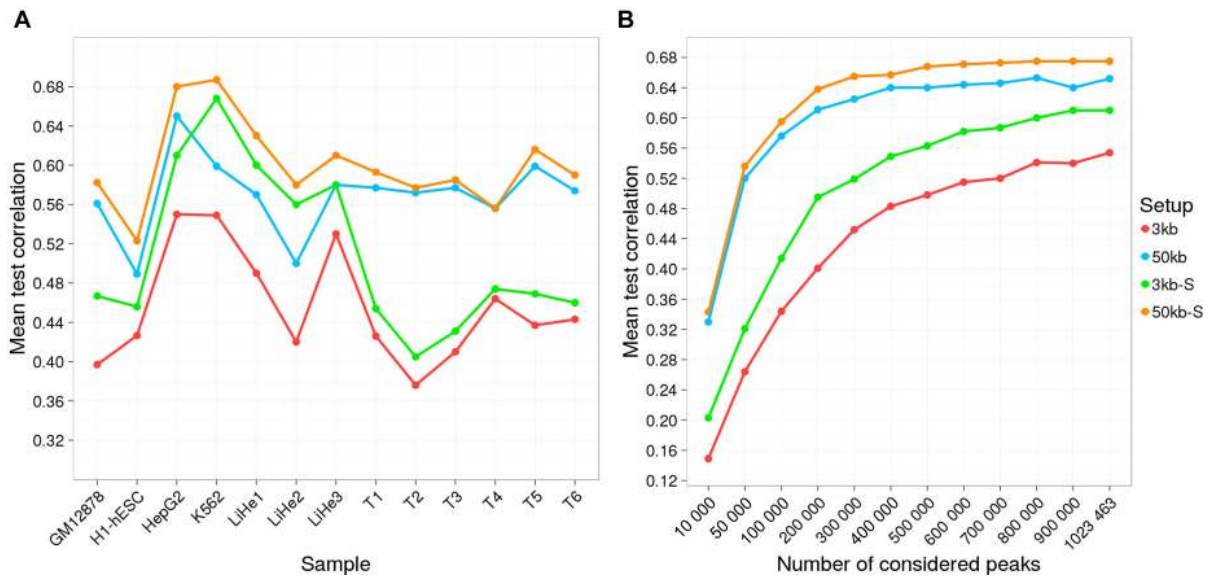 A
Mean test correlation
0.68
0.64
0.60
0.56
0.52
0.48
0.44
0.40
0.36
0.32
GM12878
H1-hESC
HepG2
K562
LiHe1
LiHe2
LiHe3
T1
T2
T3
T4
T5
T6
Sample
B
Mean test correlation
0.68
0.64
0.60
0.56
0.52
0.48
0.44
0.40
0.36
0.32
0.28
0.24
0.20
0.16
0.12
10 000
50 000
100 000
200 000
300 000
400 000
500 000
600 000
700 000
800 000
900 000
1023 463
Number of considered peaks
Setup
3kb
50kb
3kb-S
50kb-S